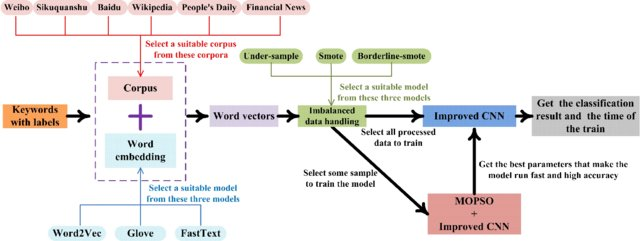 Weibo Sikuquanshu Baidu Wikipedia People's Daily Financial News
Select a suitable corpus
from these corpora
Under-sample Smote Borderline-smote
Select a suitable model
from these three models
Corpus
Keywords
with labels
Word
embedding
Word vectors
Imbalanced
data handling
Improved CNN
Get the classification
result and the time of
the train
Select all processed
data to train
Select some sample
to train the model
Get the best parameters that make the
model run fast and high accuracy
MOPSO
+
Improved CNN
Select a suitable model
from these three models
Word2Vec Glove FastText